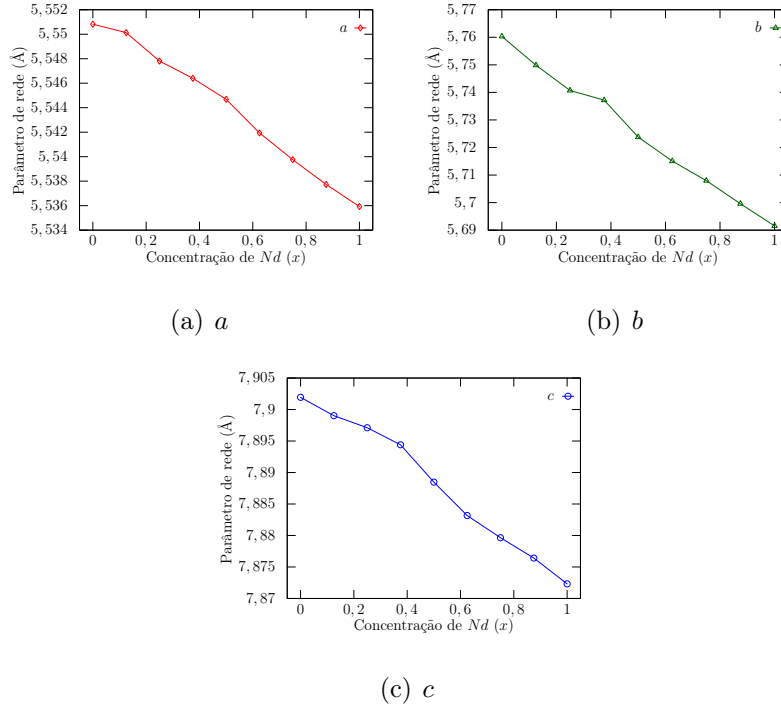 5,552
5,55
5,548
5,546
5,544
5,542
5,54
5,538
5,536
5,534
0 0,2 0,4 0,6 0,8 1
Parâmetro de rede (Å)
Concentração de Nd (x)
a
(a) a
5,77
5,76
5,75
5,74
5,73
5,72
5,71
5,7
5,69
0 0,2 0,4 0,6 0,8 1
Parâmetro de rede (Å)
Concentração de Nd (x)
b
(b) b
7,905
7,9
7,895
7,89
7,885
7,88
7,875
7,87
0 0,2 0,4 0,6 0,8 1
Parâmetro de rede (Å)
Concentração de Nd (x)
c
(c) c